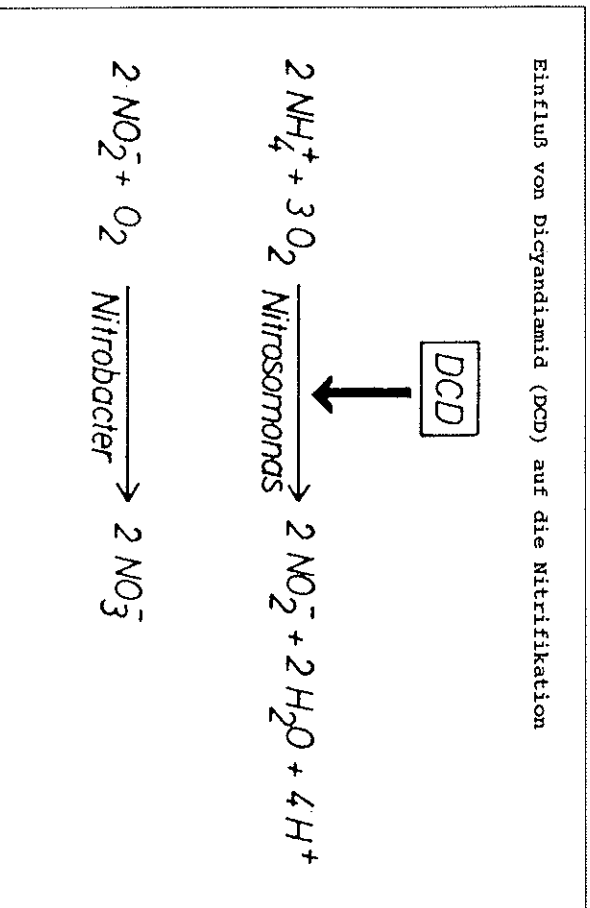 Einfluß von Dicyandiamid (DCD) auf die Nitrifikation
DCD
2 NH₄⁺ + 3 O₂ → 2 NO₂⁻ + 2 H₂O + 4 H⁺
Nitrosomonas
2 NO₂⁻ + O₂ → 2 NO₃⁻
Nitrobacter